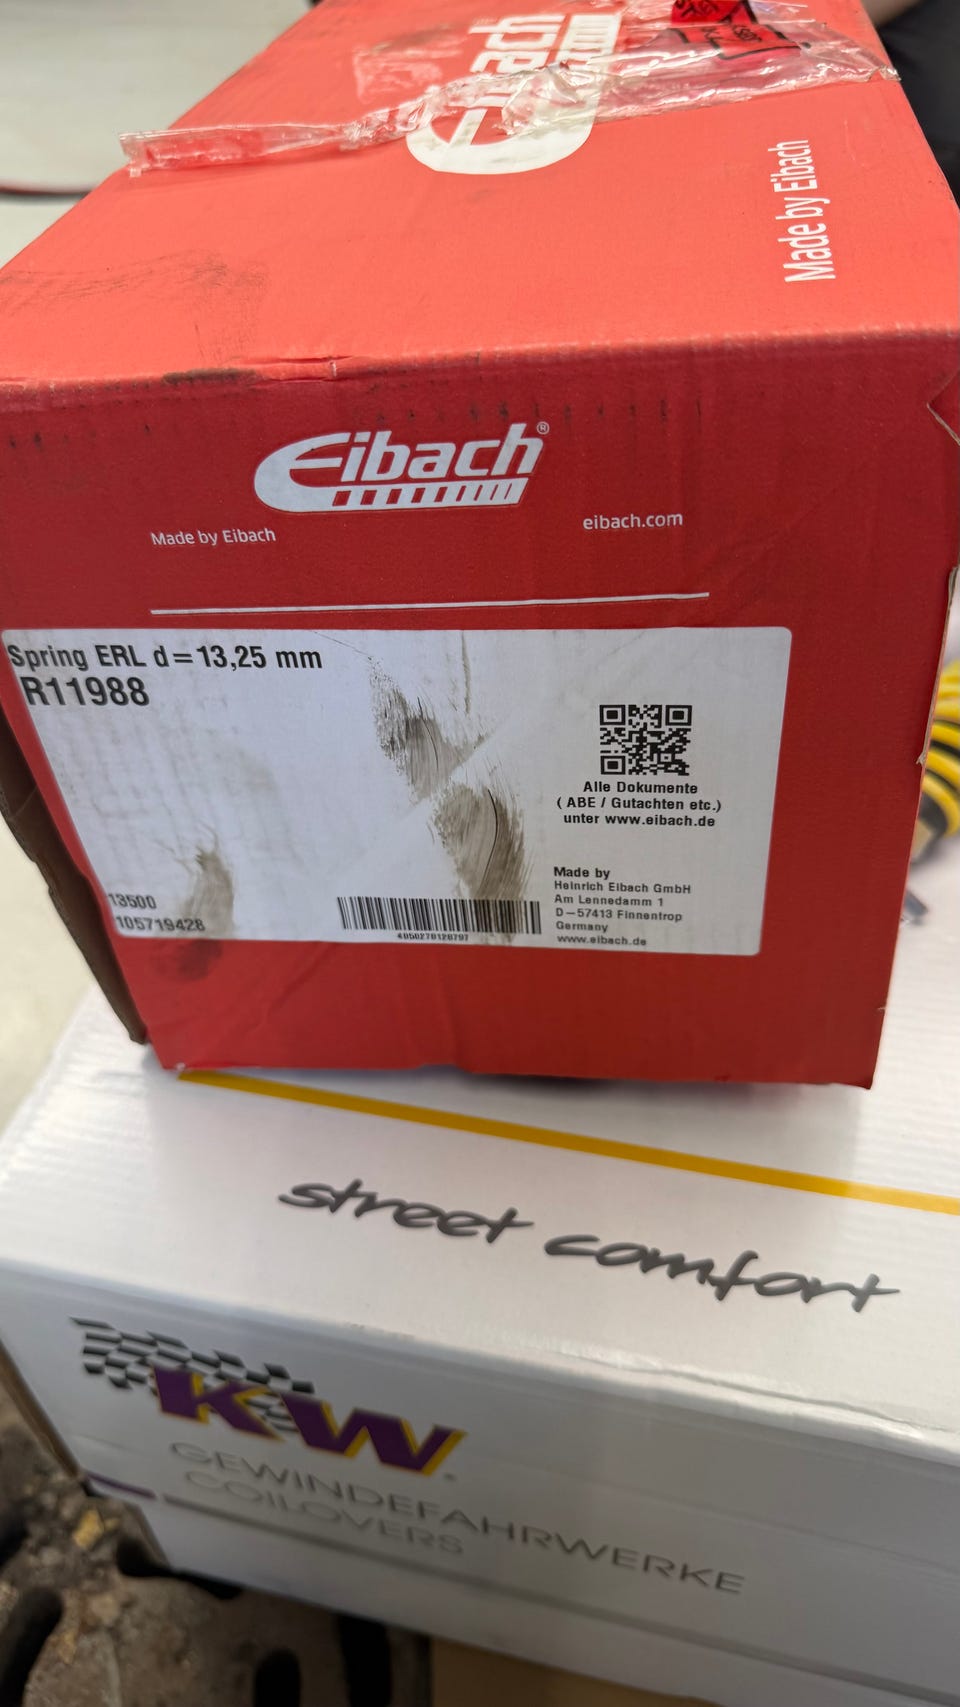 Eibach
Made by Eibach
Eibach®
Made by Eibach
eibach.com
Spring ERL d=13,25 mm
R11988
Alle Dokumente
( ABE / Gutachten etc.)
unter www.eibach.de
Made by
Heinrich Eibach GmbH
Am Lennedamm 1
D-57413 Finnentrop
Germany
www.eibach.de
13500
105719428
street comfort
KW
GEWINDEFAHRWERKE
COILOVERS